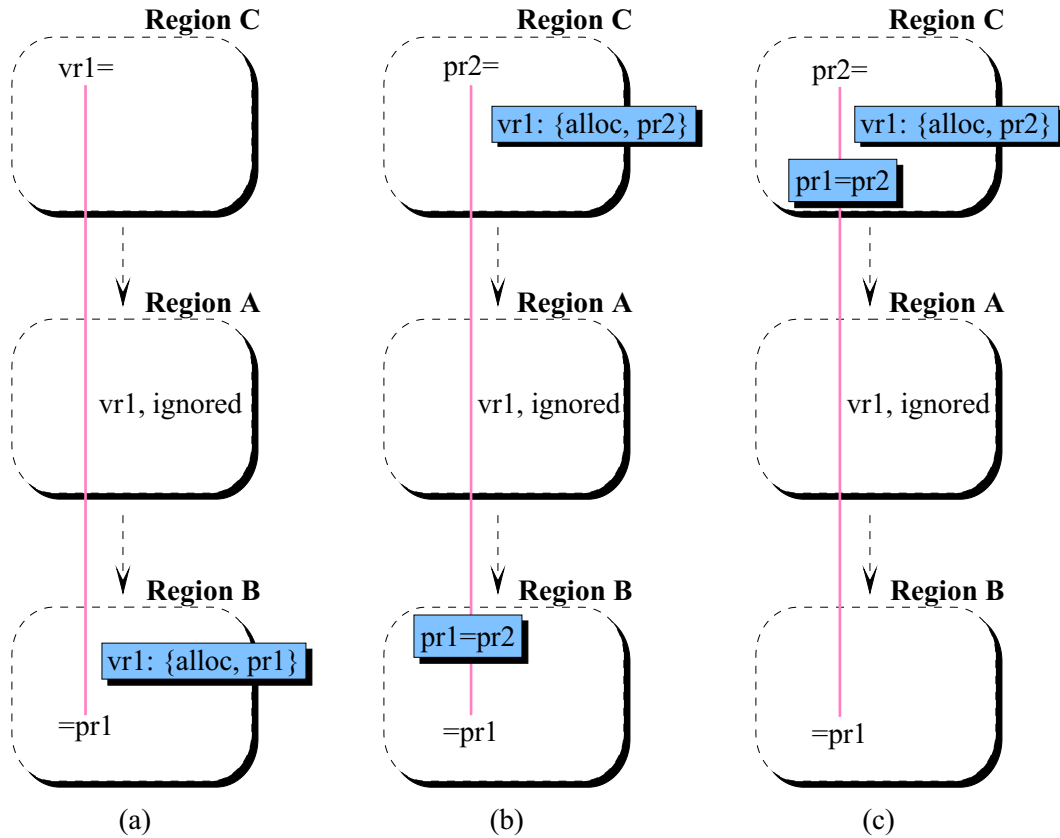 Region C
vr1=
Region A
vr1, ignored
Region B
vr1: {alloc, pr1}
=pr1
(a)
Region C
pr2=
vr1: {alloc, pr2}
Region A
vr1, ignored
Region B
pr1=pr2
=pr1
(b)
Region C
pr2=
vr1: {alloc, pr2}
pr1=pr2
Region A
vr1, ignored
Region B
=pr1
(c)